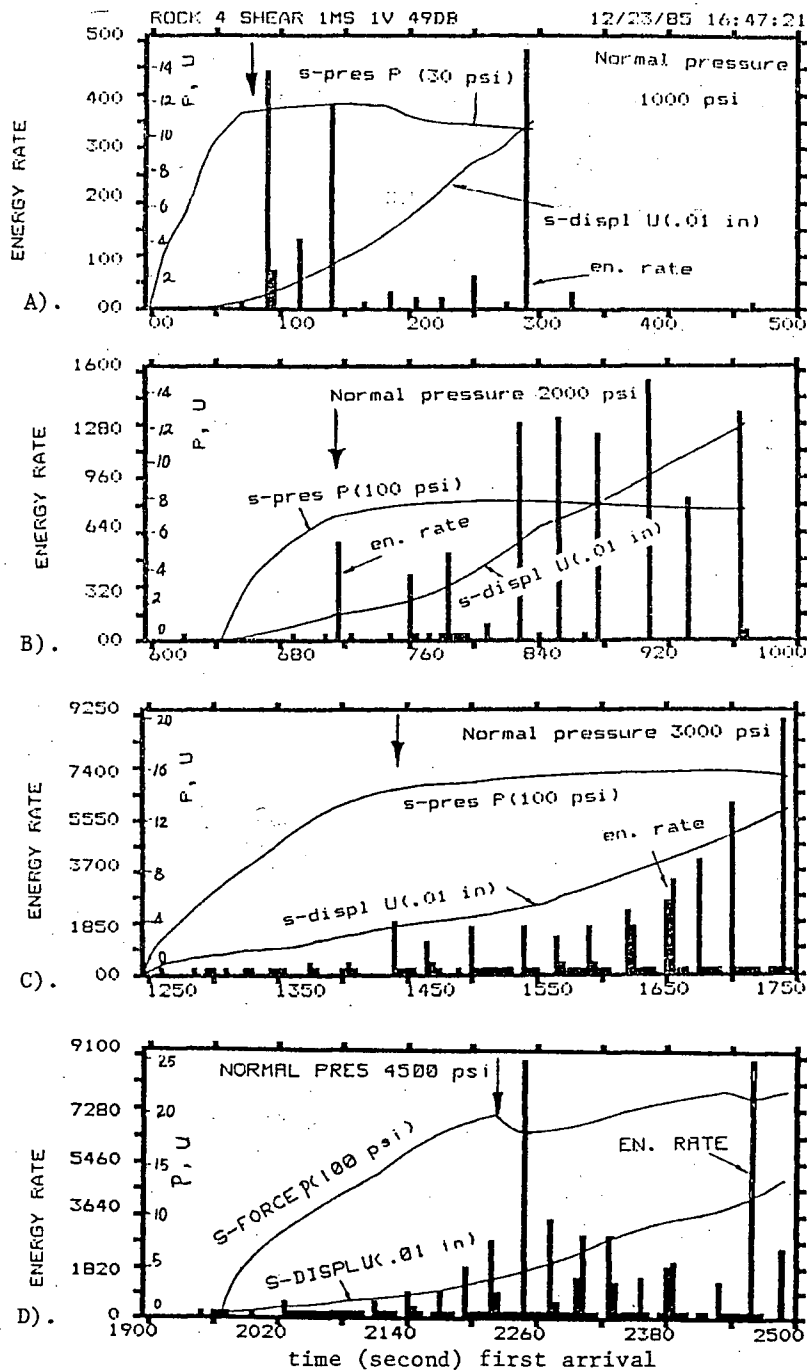 ROCK 4 SHEAR 1MS 1V 49DB 12/23/85 16:47:21
500
400
300
200
100
00
ENERGY RATE
14
12
10
8
6
4
2
P, U
s-pres P (30 psi)
Normal pressure
1000 psi
s-displ U(.01 in)
en. rate
A).
00 100 200 300 400 500
1600
1280
960
640
320
00
ENERGY RATE
14
12
10
8
6
4
2
0
P, U
Normal pressure 2000 psi
s-pres P(100 psi)
en. rate
s-displ U(.01 in)
B).
600 680 760 840 920 1000
9250
7400
5550
3700
1850
00
ENERGY RATE
20
16
12
4
0
P, U
Normal pressure 3000 psi
s-pres P(100 psi)
en. rate
s-displ U(.01 in)
C).
1250 1350 1450 1550 1650 1750
9100
7280
5460
3640
1820
0
ENERGY RATE
25
20
15
10
5
0
P, U
NORMAL PRES 4500 psi
S-FORCE P(100 psi)
EN. RATE
S-DISPL U(.01 in)
D).
1900 2020 2140 2260 2380 2500
time (second) first arrival